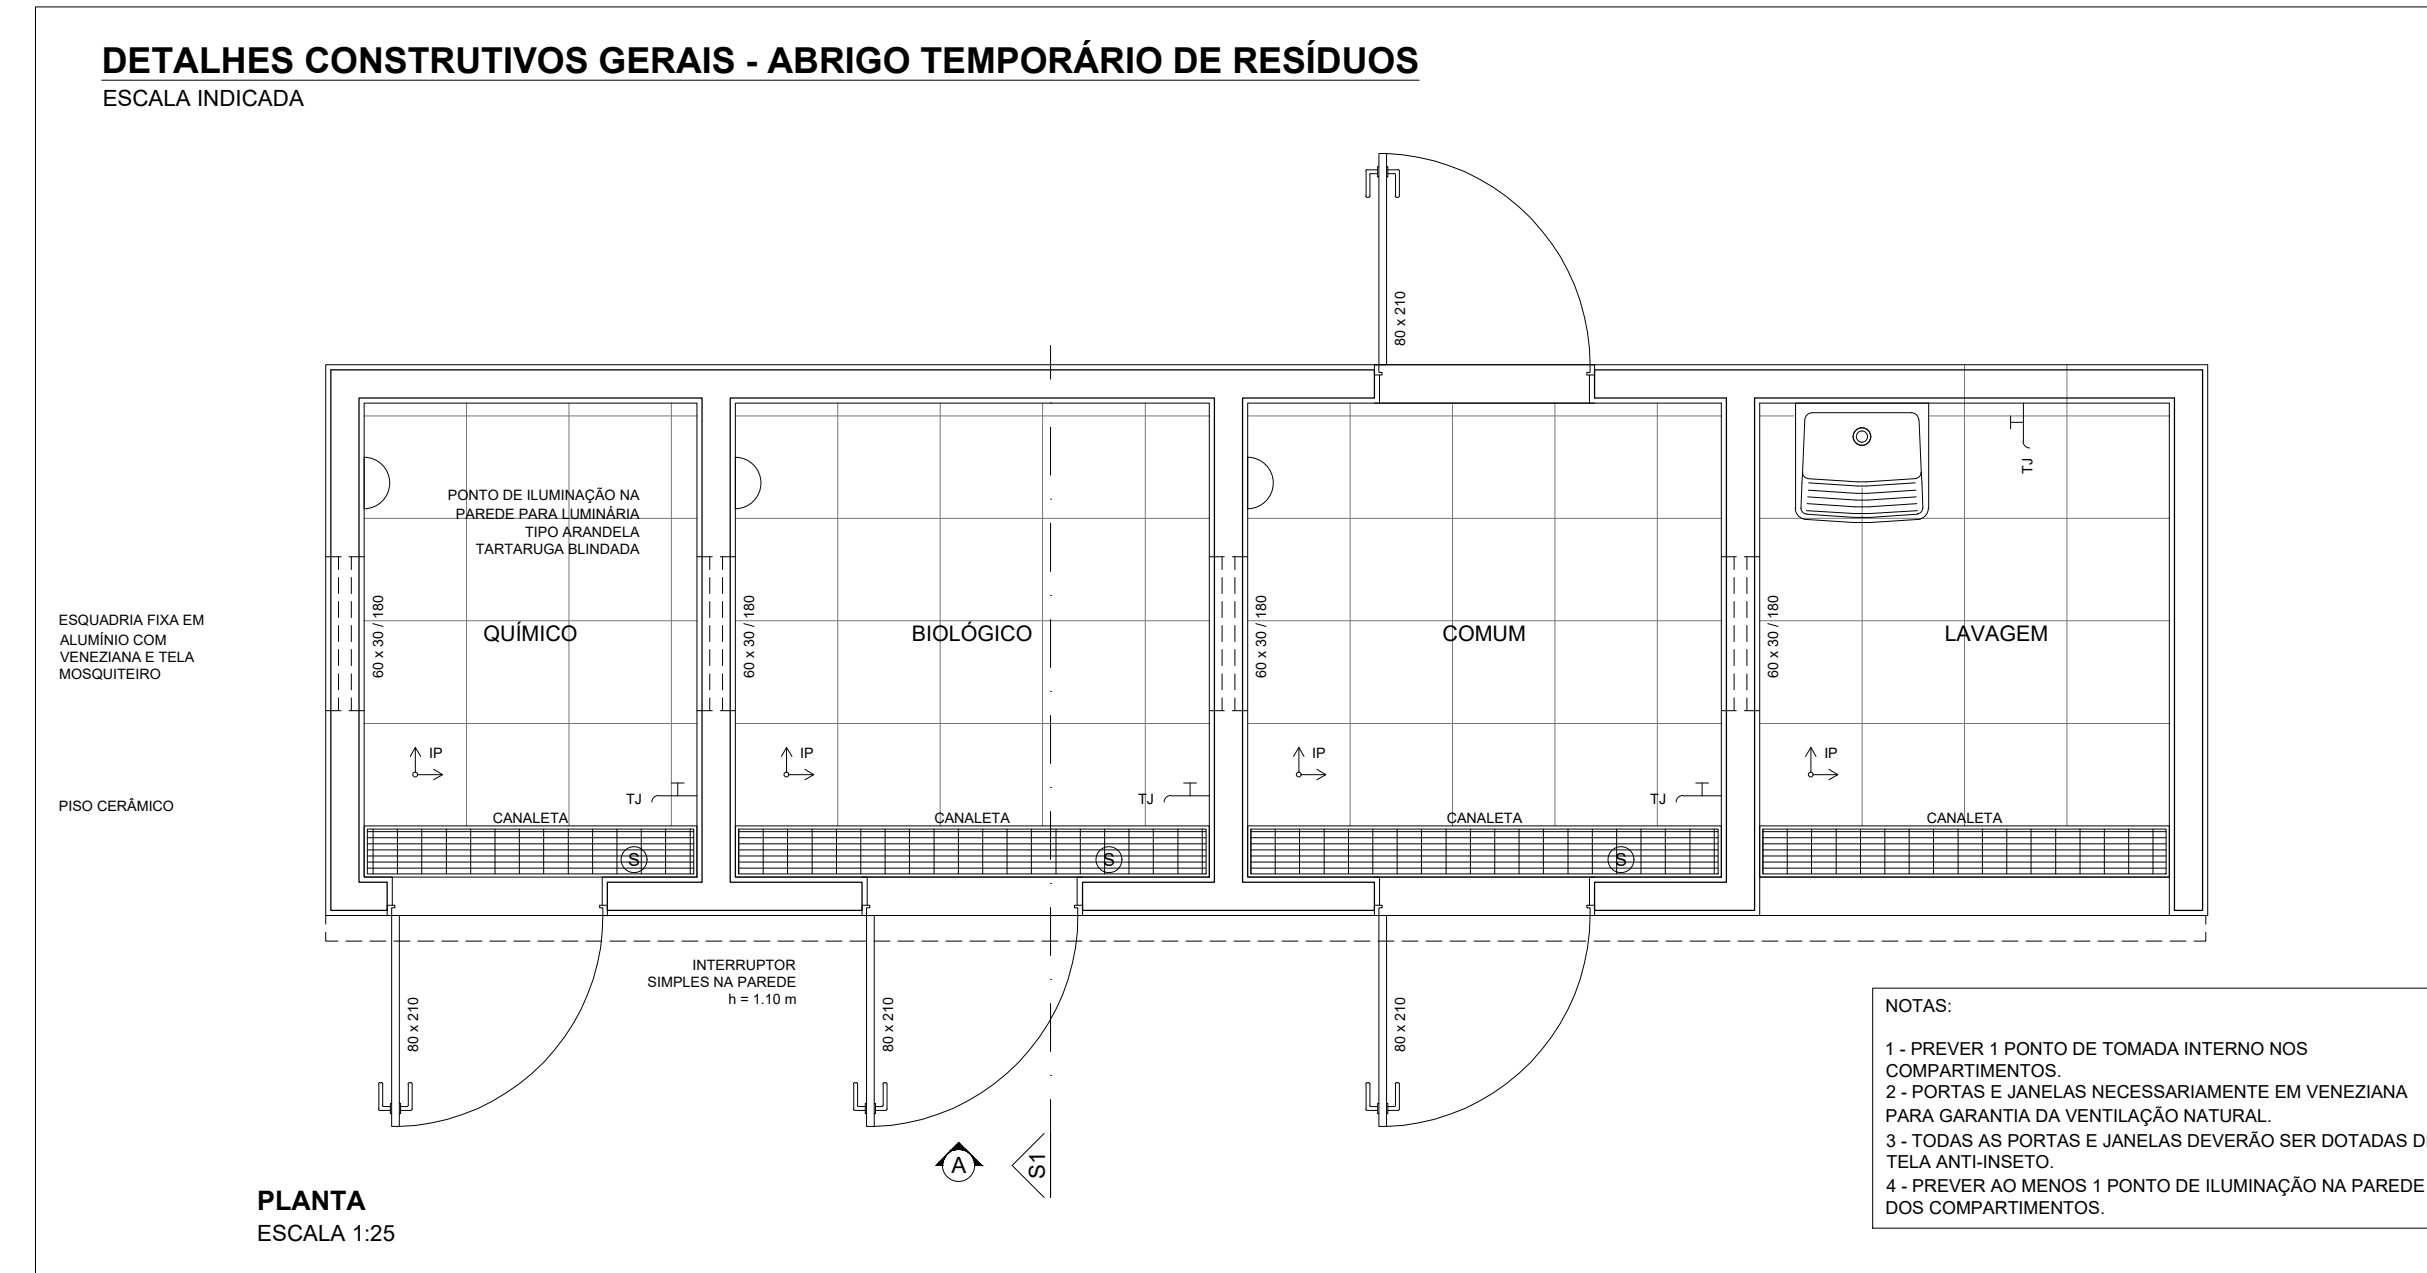 DETALHES CONSTRUTIVOS GERAIS - ABRIGO TEMPORÁRIO DE RESÍDUOS
ESCALA INDICADA
80 x 210
PONTO DE ILUMINAÇÃO NA
PAREDE PARA LUMINÁRIA
TIPO ARANDELA
TARTARUGA BLINDADA
TJ
ESQUADRIA FIXA EM
ALUMÍNIO COM
VENEZIANA E TELA
MOSQUITEIRO
60 x 30 / 180
QUÍMICO
60 x 30 / 180
BIOLÓGICO
60 x 30 / 180
COMUM
60 x 30 / 180
LAVAGEM
IP
IP
IP
IP
PISO CERÂMICO
TJ
TJ
TJ
CANALETA
CANALETA
CANALETA
CANALETA
S
S
S
INTERRUPTOR
SIMPLES NA PAREDE
h = 1.10 m
80 x 210
80 x 210
80 x 210
A
S1
PLANTA
ESCALA 1:25
NOTAS:
1 - PREVER 1 PONTO DE TOMADA INTERNO NOS
COMPARTIMENTOS.
2 - PORTAS E JANELAS NECESSARIAMENTE EM VENEZIANA
PARA GARANTIA DA VENTILAÇÃO NATURAL.
3 - TODAS AS PORTAS E JANELAS DEVERÃO SER DOTADAS
TELA ANTI-INSETO.
4 - PREVER AO MENOS 1 PONTO DE ILUMINAÇÃO NA PAREDE
DOS COMPARTIMENTOS.